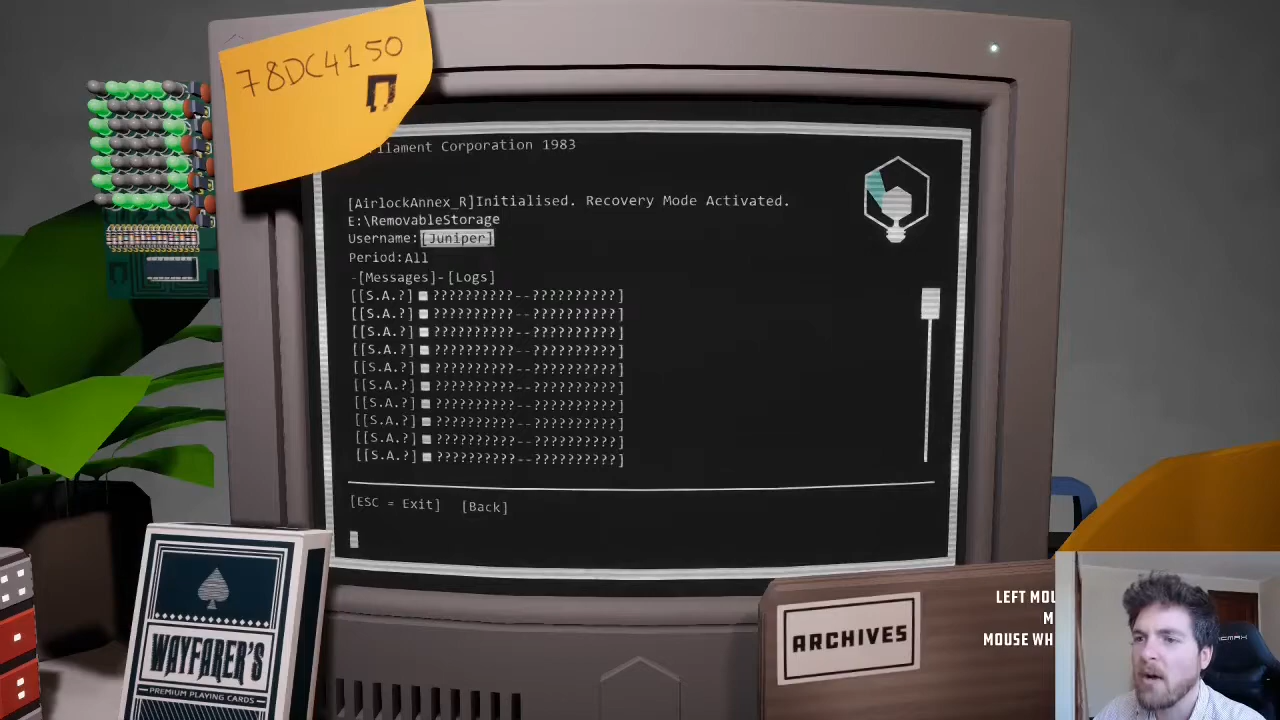 78DC4150
Filament Corporation 1983
[AirlockAnnex_R]Initialised. Recovery Mode Activated.
E:\RemovableStorage
Username:[Juniper]
Period:All
-[Messages]-[Logs]
[[S.A.?] ■ ??????????--??????????]
[[S.A.?] ■ ??????????--??????????]
[[S.A.?] ■ ??????????--??????????]
[[S.A.?] ■ ??????????--??????????]
[[S.A.?] ■ ??????????--??????????]
[[S.A.?] ■ ??????????--??????????]
[[S.A.?] ■ ??????????--??????????]
[[S.A.?] ■ ??????????--??????????]
[[S.A.?] ■ ??????????--??????????]
[[S.A.?] ■ ??????????--??????????]
[ESC = Exit] [Back]
WAYFARER'S
PREMIUM PLAYING CARDS
ARCHIVES
LEFT MOU
M
MOUSE WH